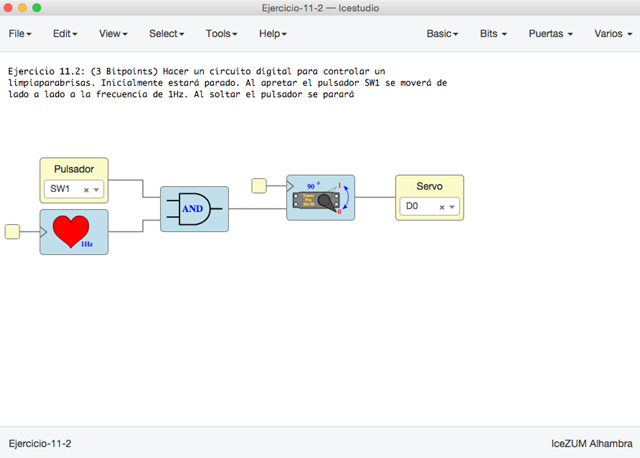 Ejercicio-11-2 — Icestudio
File Edit View Select Tools Help Basic Bits Puertas Varios
Ejercicio 11.2: (3 Bitpoints) Hacer un circuito digital para controlar un
limpiaparabrisas. Inicialmente estará parado. Al apretar el pulsador SW1 se moverá de
lado a lado a la frecuencia de 1Hz. Al soltar el pulsador se parará
Pulsador
SW1
1Hz
AND
90 °
1
0
Servo
D0
Ejercicio-11-2
IceZUM Alhambra